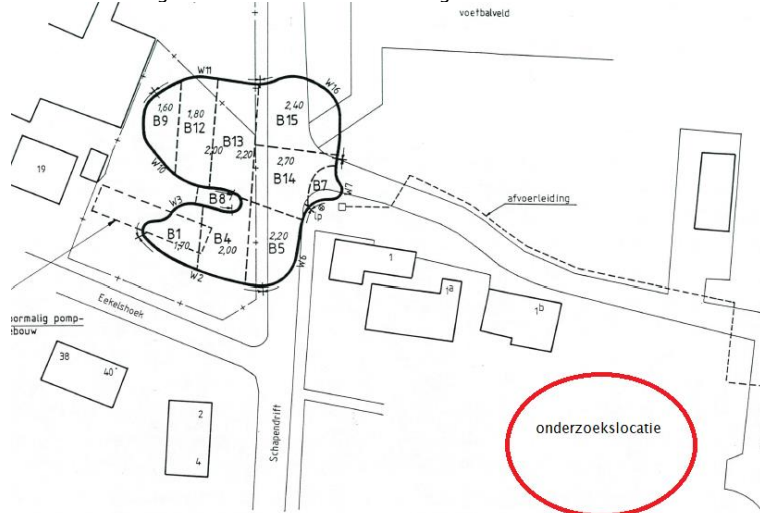 voetbalveld
W11
W16
1,60
B9
1,80
B12
2,40
B15
B13
2,00
2,20
2,70
B14
B7
W7
W10
19
B8
W3
afvoerleiding
B1
1,70
B4
2,00
2,20
B5
W6
W2
1
1a
1b
Eekelshoek
oormalig pomp-
ebouw
38
40
2
4
Schapendrift
onderzoekslocatie